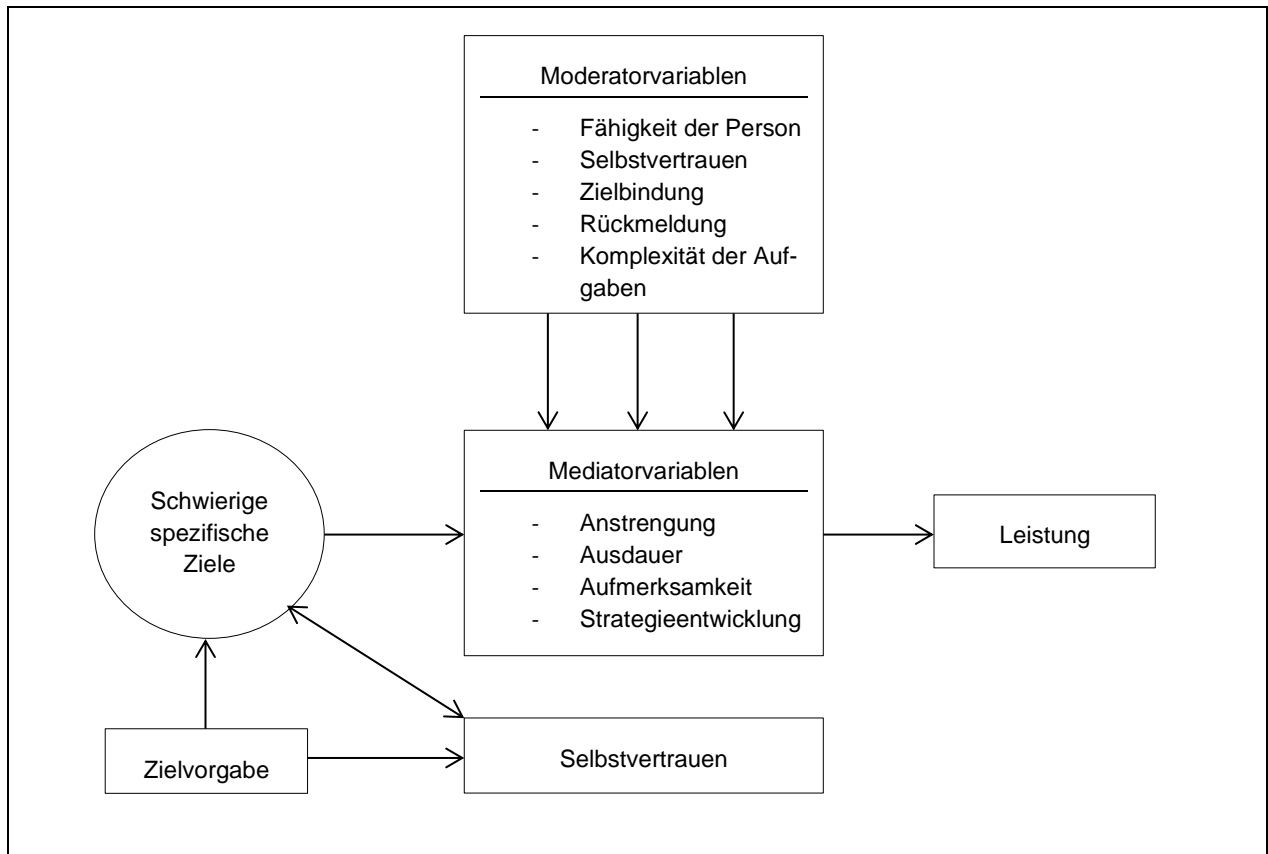 Moderatorvariablen
- Fähigkeit der Person
- Selbstvertrauen
- Zielbindung
- Rückmeldung
- Komplexität der Auf-
gaben
Schwierige
spezifische
Ziele
Mediatorvariablen
- Anstrengung
- Ausdauer
- Aufmerksamkeit
- Strategieentwicklung
Leistung
Zielvorgabe
Selbstvertrauen